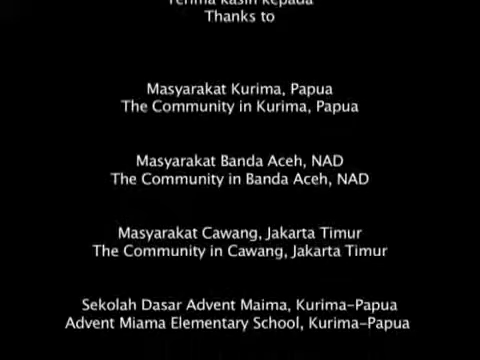 Terima kasih kepada
Thanks to
Masyarakat Kurima, Papua
The Community in Kurima, Papua
Masyarakat Banda Aceh, NAD
The Community in Banda Aceh, NAD
Masyarakat Cawang, Jakarta Timur
The Community in Cawang, Jakarta Timur
Sekolah Dasar Advent Maima, Kurima-Papua
Advent Miama Elementary School, Kurima-Papua